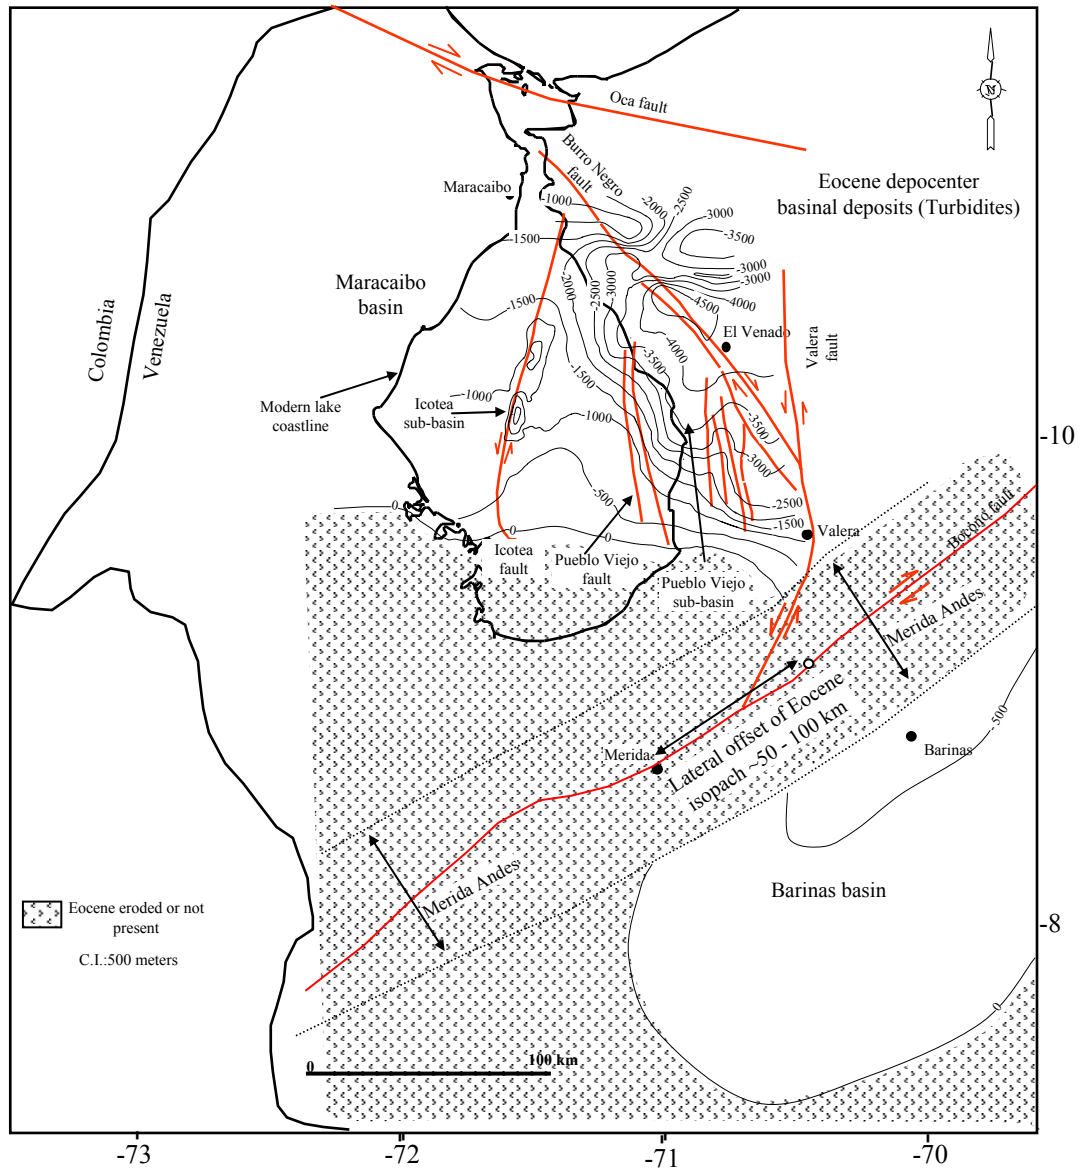 N
Oca fault
Burro Negro
fault
Maracaibo
Eocene depocenter
basinal deposits (Turbidites)
-1000
-2000
-2500
-3000
-3500
-1500
-3000
-3000
-2000
-2500
-3000
-4500
-4000
Maracaibo
basin
-1500
El Venado
Valera
fault
Colombia
Venezuela
-4000
-3500
-1500
Modern lake
coastline
-1000
Icotea
sub-basin
-1000
-3500
-10
-3000
-500
0
-2500
-1500
Valera
0
0
Icotea
fault
Pueblo Viejo
fault
Pueblo Viejo
sub-basin
Boconó fault
Merida Andes
Lateral offset of Eocene
isopach ~50 - 100 km
Merida
500
Barinas
Merida Andes
Barinas basin
Eocene eroded or not
present
C.I.:500 meters
-8
0
0
100 km
-73
-72
-71
-70